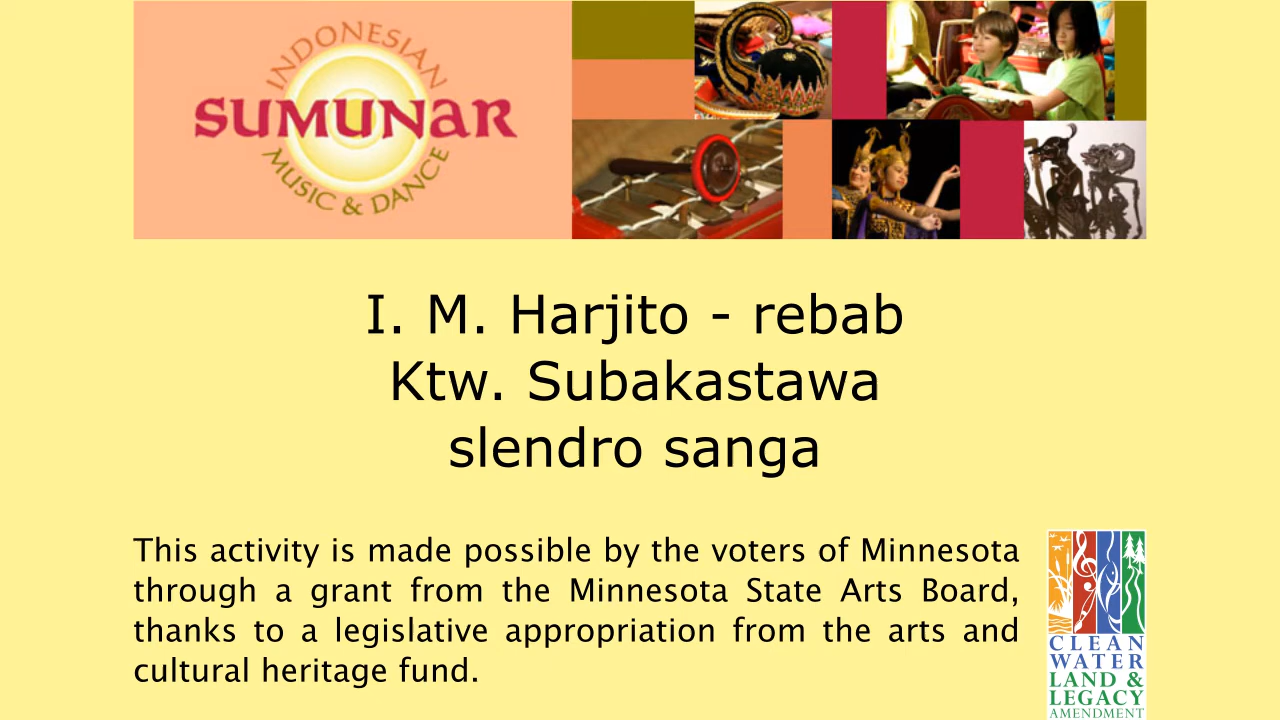 INDONESIAN
SUMUNAR
MUSIC & DANCE
I. M. Harjito - rebab
Ktw. Subakastawa
slendro sanga
This activity is made possible by the voters of Minnesota
through a grant from the Minnesota State Arts Board,
thanks to a legislative appropriation from the arts and
cultural heritage fund.
CLEAN
WATER
LAND &
LEGACY
AMENDMENT